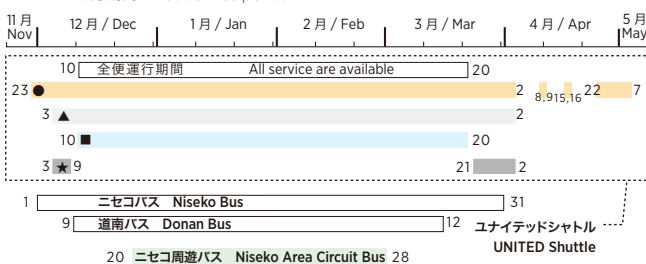 11月 12月 / Dec 1月 / Jan 2月 / Feb 3月 / Mar 4月 / Apr 5月
Nov May
10 全便運行期間 All service are available 20
23 ● 2 8,9 15,16 22 7
3 ▲ 2
10 ■ 20
3 ★ 9 21 2
1 ニセコバス Niseko Bus 31
9 道南バス Donan Bus 12 ユナイテッドシャトル
UNITED Shuttle
20 ニセコ周遊バス Niseko Area Circuit Bus 28